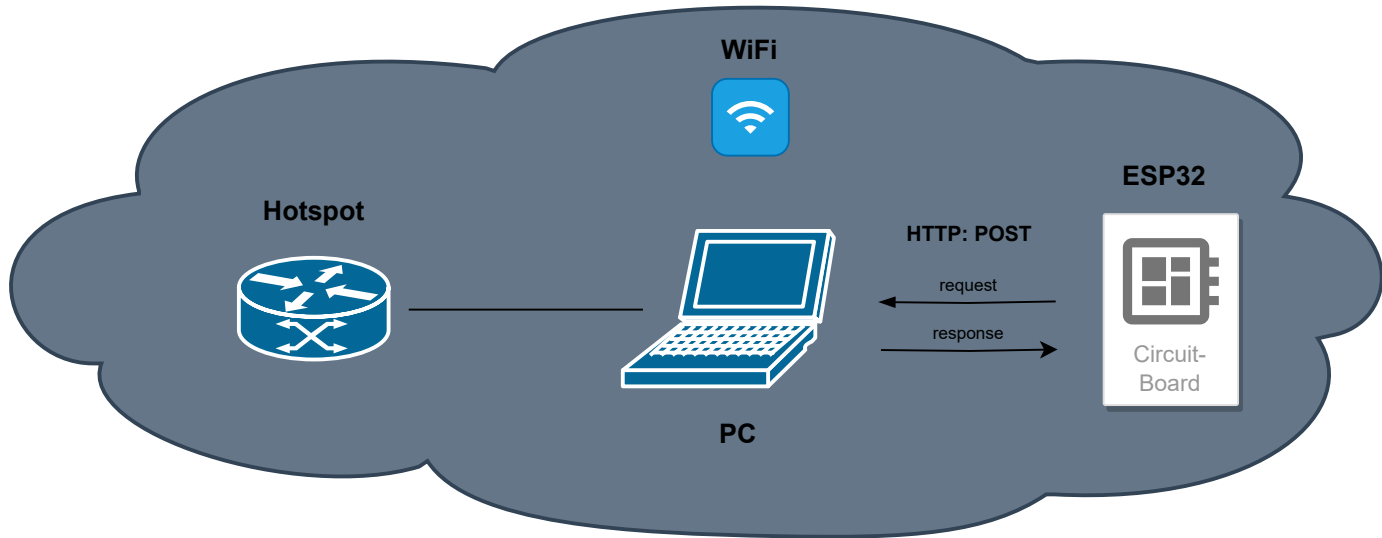 WiFi
ESP32
Hotspot
HTTP: POST
request
response
Circuit-
Board
PC